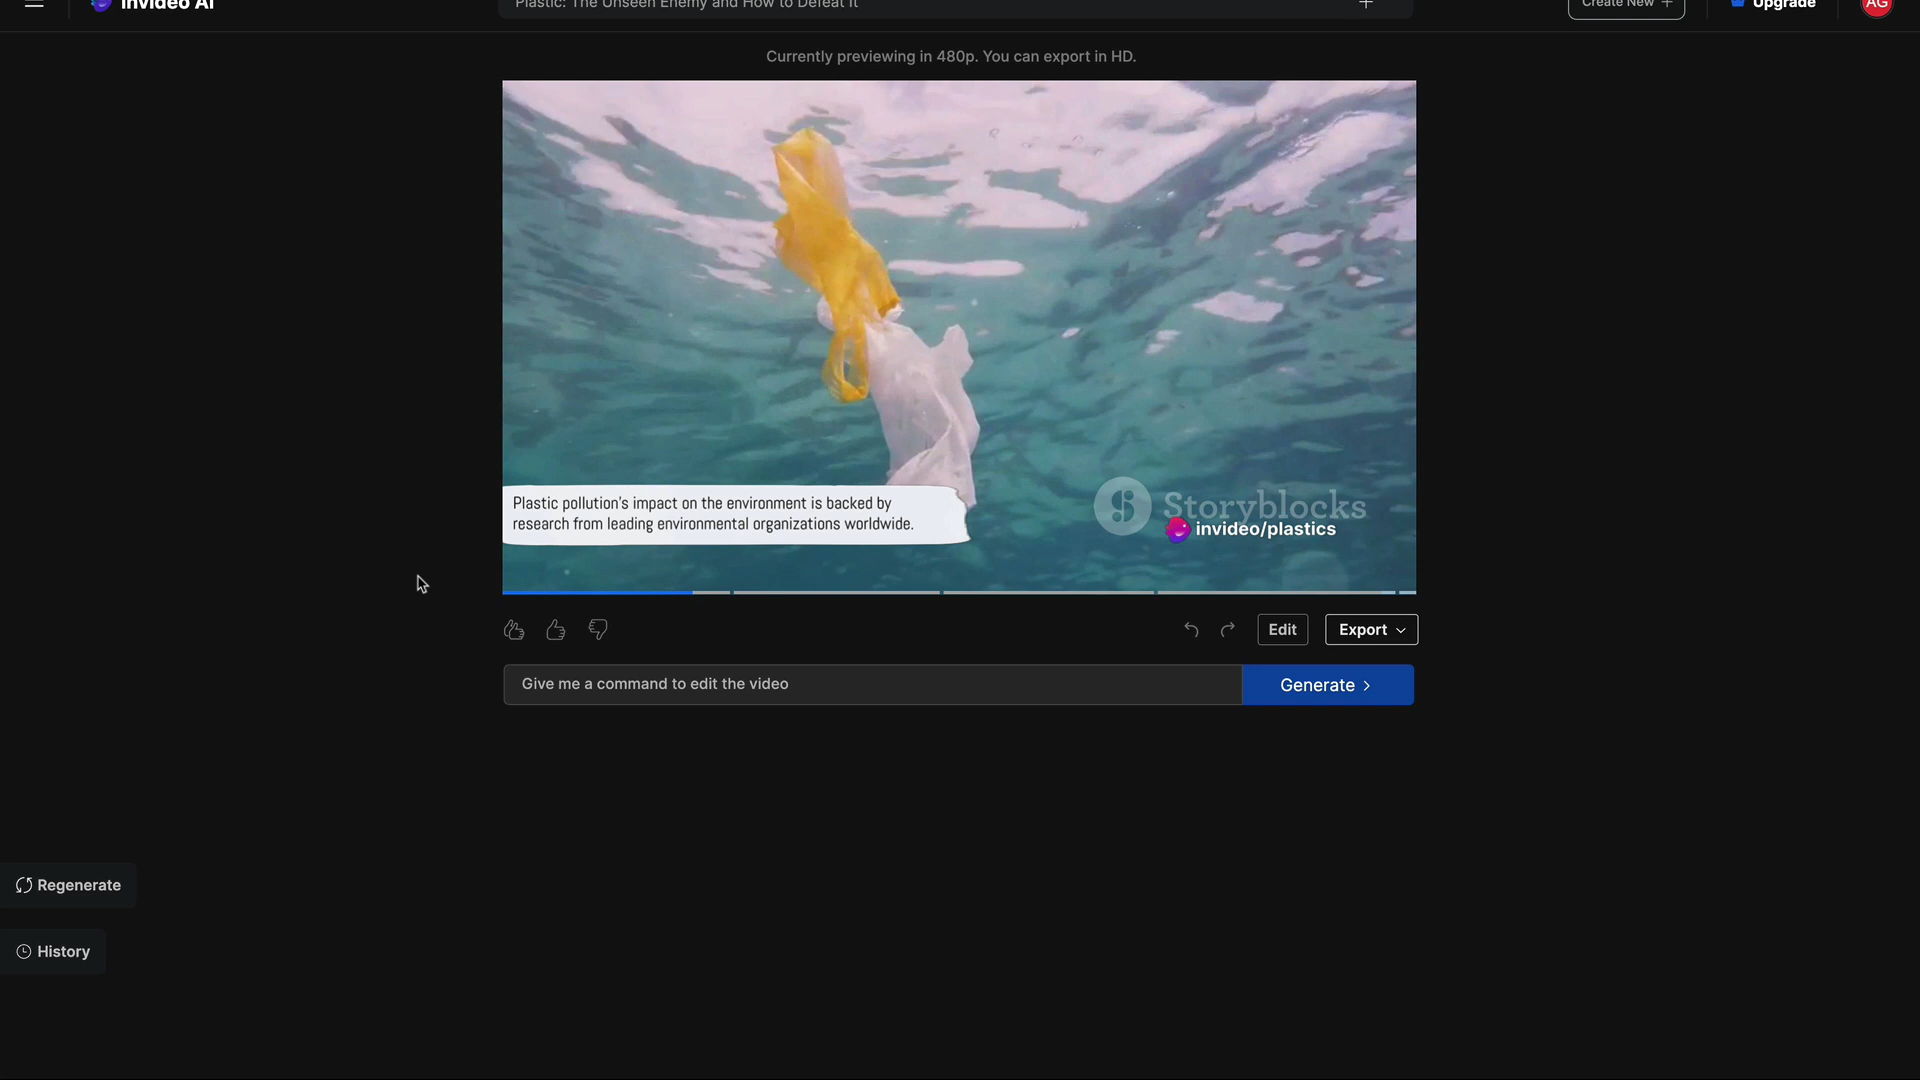 invideo AI
Plastic: The Unseen Enemy and How to Defeat It
Create New
Upgrade
AG
Currently previewing in 480p. You can export in HD.
Plastic pollution's impact on the environment is backed by
research from leading environmental organizations worldwide.
Storyblocks
invideo/plastics
Edit
Export
Give me a command to edit the video
Generate
Regenerate
History